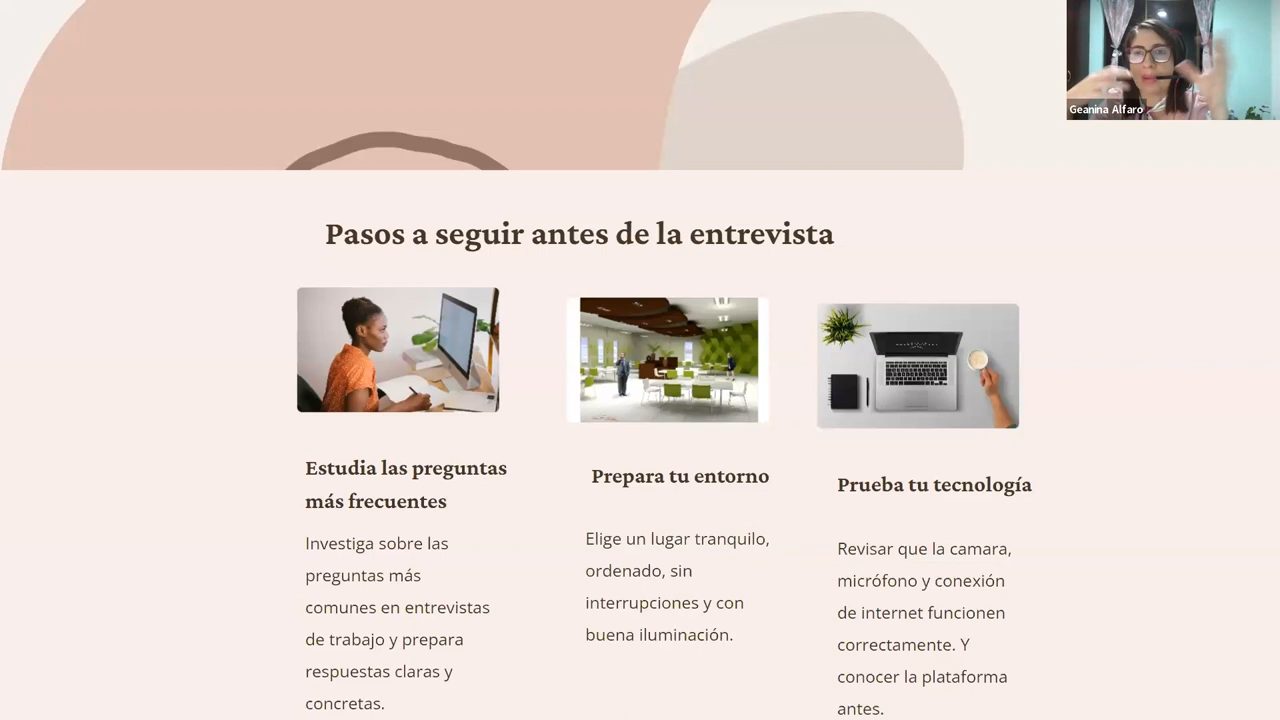 Geanina Alfaro
Pasos a seguir antes de la entrevista
Estudia las preguntas
más frecuentes
Investiga sobre las
preguntas más
comunes en entrevistas
de trabajo y prepara
respuestas claras y
concretas.
Prepara tu entorno
Elige un lugar tranquilo,
ordenado, sin
interrupciones y con
buena iluminación.
Prueba tu tecnología
Revisar que la camara,
micrófono y conexión
de internet funcionen
correctamente. Y
conocer la plataforma
antes.